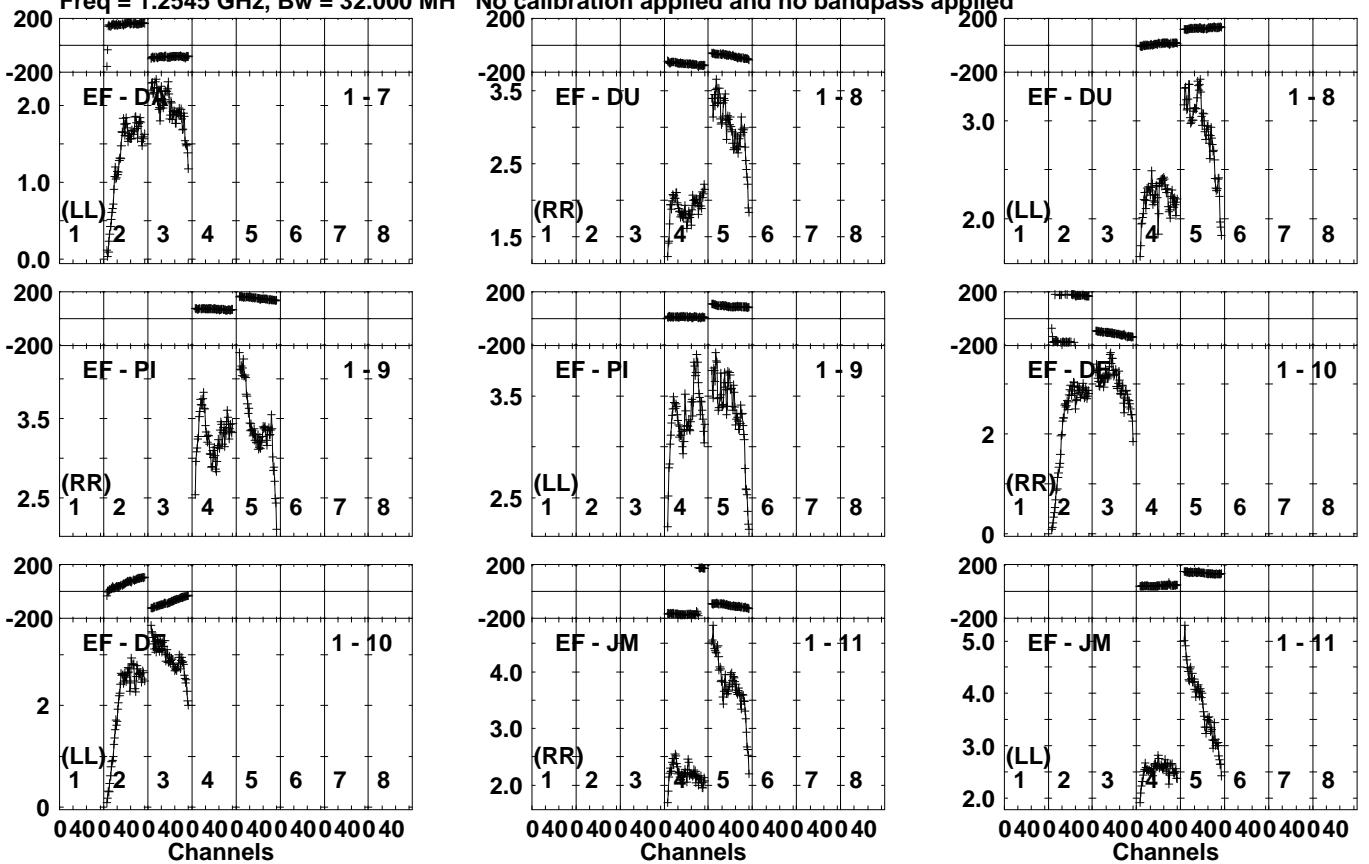 Freq = 1.2545 GHz, Bw = 32.000 MH No calibration applied and no bandpass applied
200 200 200
-200 -200 -200
EF - DA 1 - 7 EF - DU 1 - 8 EF - DU 1 - 8
2.0 3.5 3.0
1.0 2.5 2.0
0.0 1.5
(LL) (RR) (LL)
1 2 3 4 5 6 7 8 1 2 3 4 5 6 7 8 1 2 3 4 5 6 7 8
200 200 200
-200 -200 -200
EF - PI 1 - 9 EF - PI 1 - 9 EF - DE 1 - 10
3.5 3.5 2
2.5 2.5 0
(RR) (LL) (RR)
1 2 3 4 5 6 7 8 1 2 3 4 5 6 7 8 1 2 3 4 5 6 7 8
200 200 200
-200 -200 -200
EF - DE 1 - 10 EF - JM 1 - 11 EF - JM 1 - 11
2 4.0 5.0
0 3.0 4.0
2.0 3.0
2.0
(LL) (RR) (LL)
1 2 3 4 5 6 7 8 1 2 3 4 5 6 7 8 1 2 3 4 5 6 7 8
0 40 0 40 0 40 0 40 0 40 0 40 0 40 0 40 0 40 0 40 0 40 0 40 0 40 0 40 0 40 0 40 0 40 0 40 0 40 0 40 0 40 0 40 0 40 0 40
Channels Channels Channels